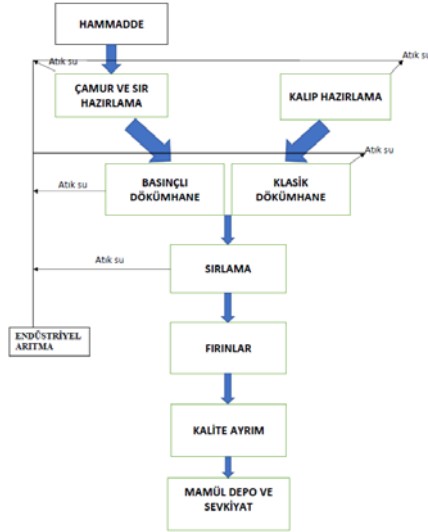 HAMMADDE
Atık su
Atık su
ÇAMUR VE SIR
HAZIRLAMA
KALIP HAZIRLAMA
Atık su
Atık su
BASINÇLI
DÖKÜMHANE
KLASİK
DÖKÜMHANE
Atık su
SIRLAMA
ENDÜSTRİYEL
ARITMA
FIRINLAR
KALİTE AYRIM
MAMÜL DEPO VE
SEVKİYAT